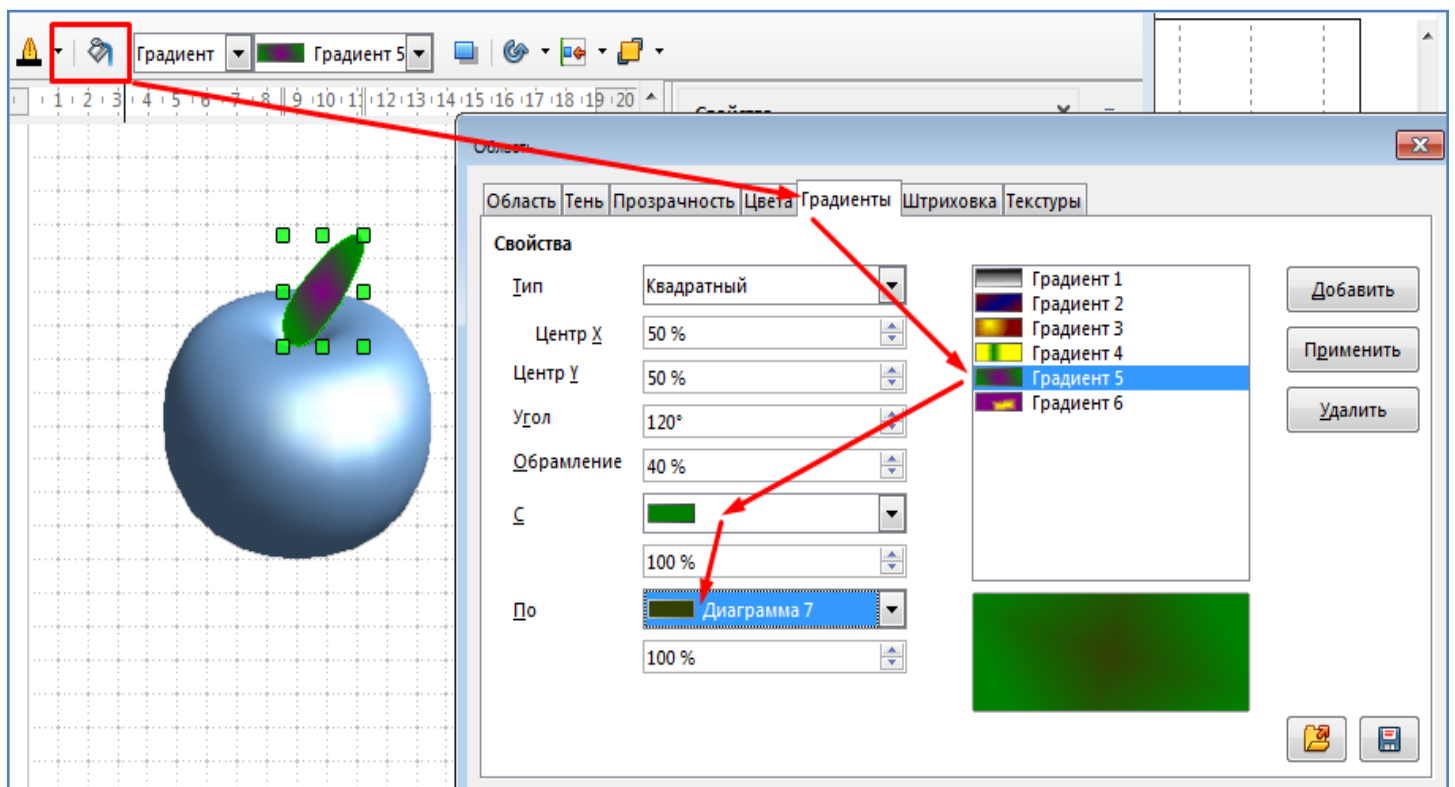 Градиент Градиент 5
1 2 3 4 5 6 7 8 9 10 11 12 13 14 15 16 17 18 19 20
Свойства
Область
Область Тень Прозрачность Цвета Градиенты Штриховка Текстуры
Свойства
Тип Квадратный
Центр X 50 %
Центр Y 50 %
Угол 120°
Обрамление 40 %
С
100 %
По Диаграмма 7
100 %
Градиент 1
Градиент 2
Градиент 3
Градиент 4
Градиент 5
Градиент 6
Добавить
Применить
Удалить